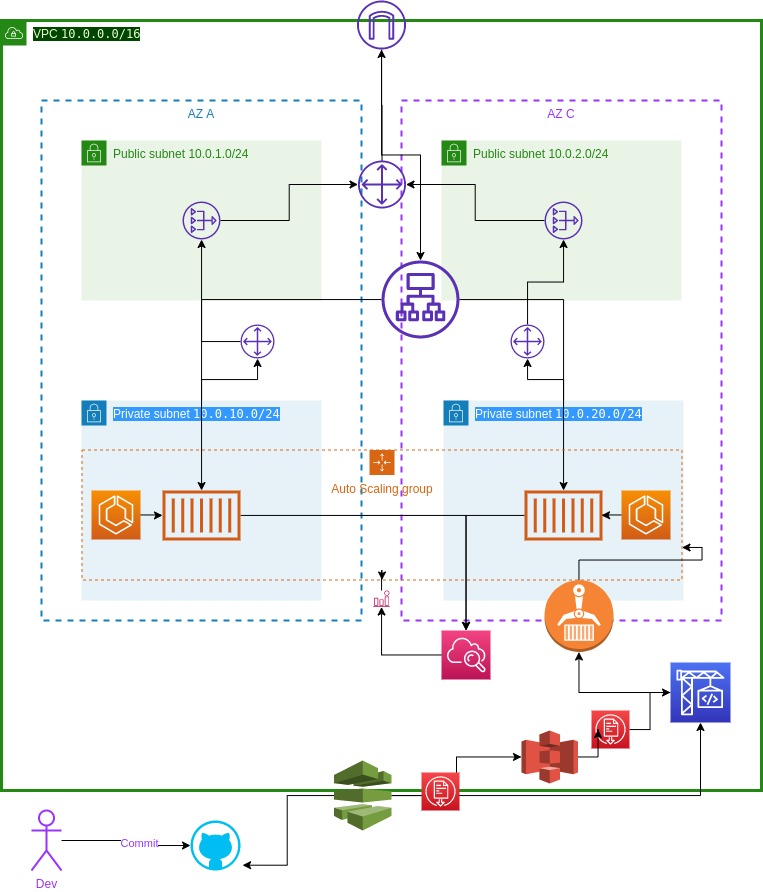 VPC 10.0.0.0/16
AZ A
AZ C
Public subnet 10.0.1.0/24
Public subnet 10.0.2.0/24
Private subnet 10.0.10.0/24
Private subnet 10.0.20.0/24
Auto Scaling group
Commit
Dev